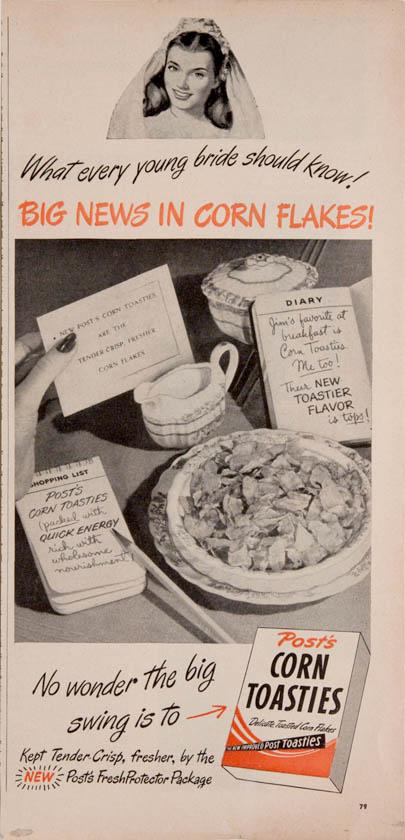 What every young bride should know!
BIG NEWS IN CORN FLAKES!
NEW POST'S CORN TOASTIES
ARE THE
TENDER CRISP, FRESHER
CORN FLAKES
DIARY
Jim's favorite at
breakfast is
Corn Toasties.
Me too!
Their NEW
TOASTIER
FLAVOR
is tops!
SHOPPING LIST
POST'S
CORN TOASTIES
(packed with
QUICK ENERGY
rich with
wholesome
nourishment)
No wonder the big
swing is to
Post's
CORN
TOASTIES
Delicate Toasted Corn Flakes
THE NEW IMPROVED POST TOASTIES
Kept Tender Crisp, fresher, by the
NEW Post's FreshProtector Package
79